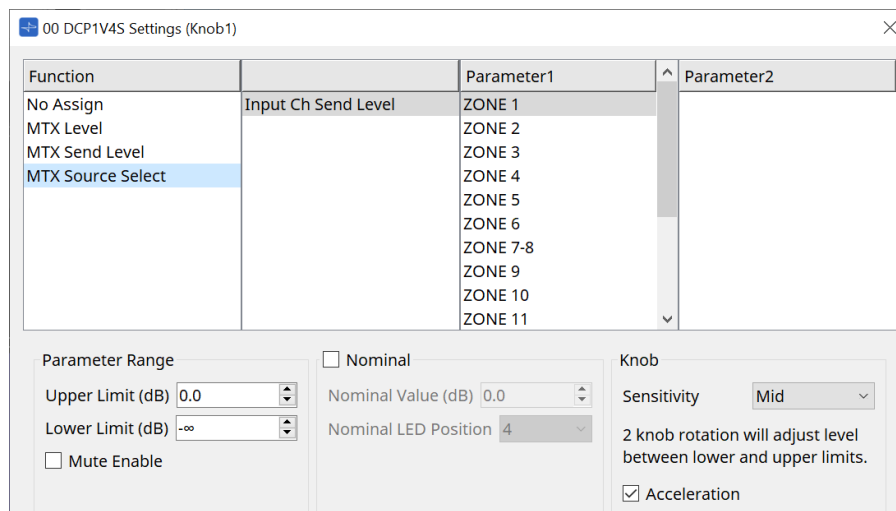 00 DCP1V4S Settings (Knob1)
Function
Parameter1
Parameter2
No Assign
MTX Level
MTX Send Level
MTX Source Select
Input Ch Send Level
ZONE 1
ZONE 2
ZONE 3
ZONE 4
ZONE 5
ZONE 6
ZONE 7-8
ZONE 9
ZONE 10
ZONE 11
Parameter Range
Upper Limit (dB) 0.0
Lower Limit (dB) -∞
Mute Enable
Nominal
Nominal Value (dB) 0.0
Nominal LED Position 4
Knob
Sensitivity Mid
2 knob rotation will adjust level
between lower and upper limits.
Acceleration